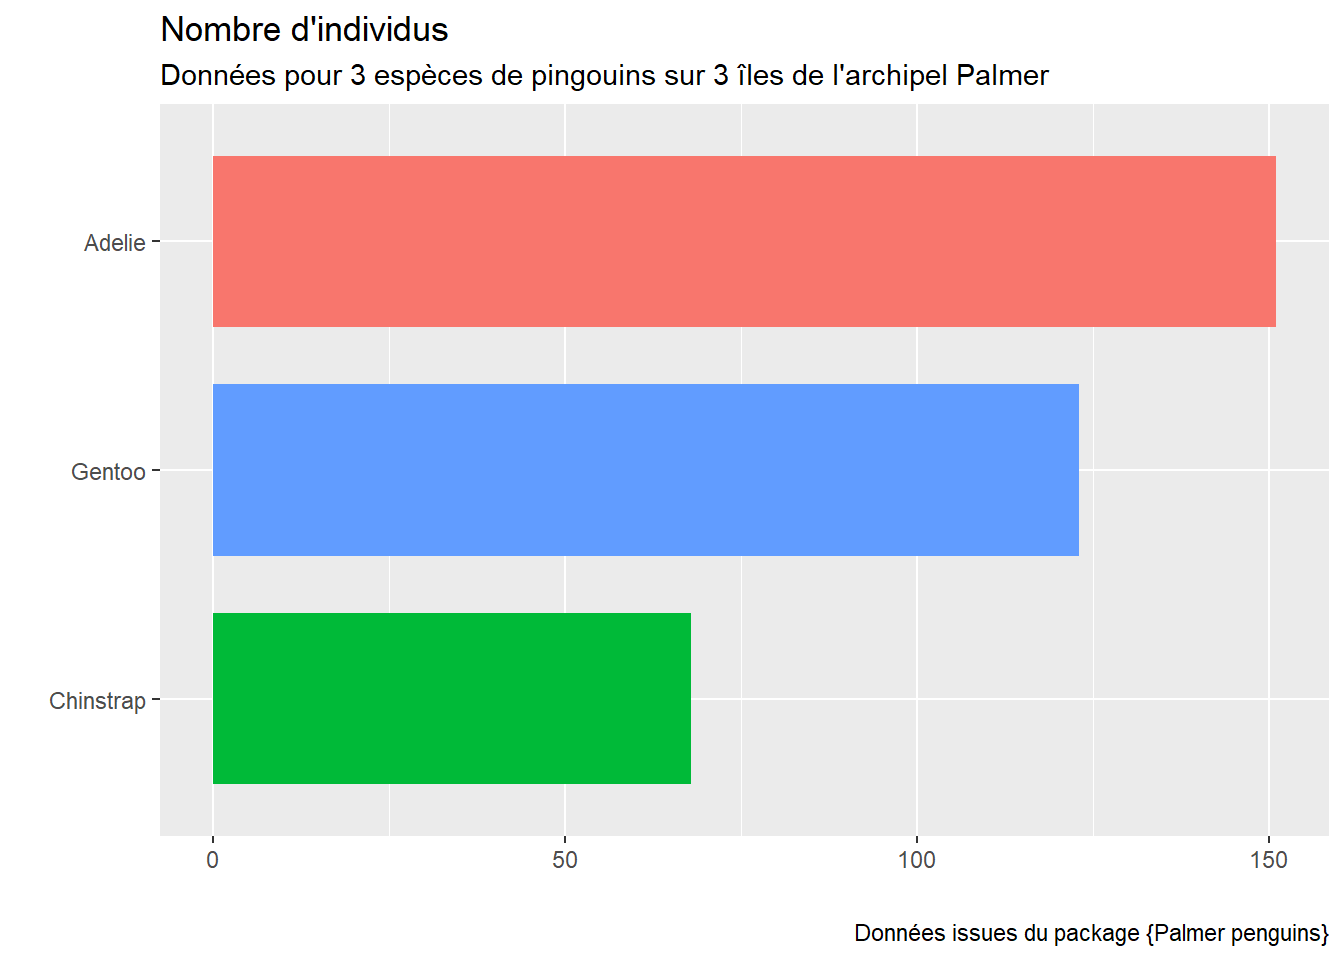 Nombre d'individus
Données pour 3 espèces de pingouins sur 3 îles de l'archipel Palmer
Adelie
Gentoo
Chinstrap
0 50 100 150
Données issues du package {Palmer penguins}